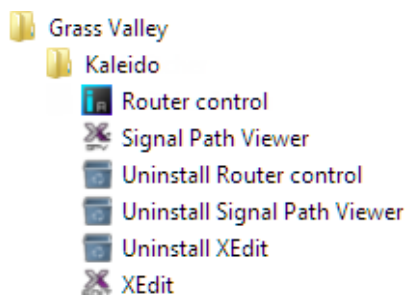 Grass Valley
Kaleido
Router control
Signal Path Viewer
Uninstall Router control
Uninstall Signal Path Viewer
Uninstall XEdit
XEdit